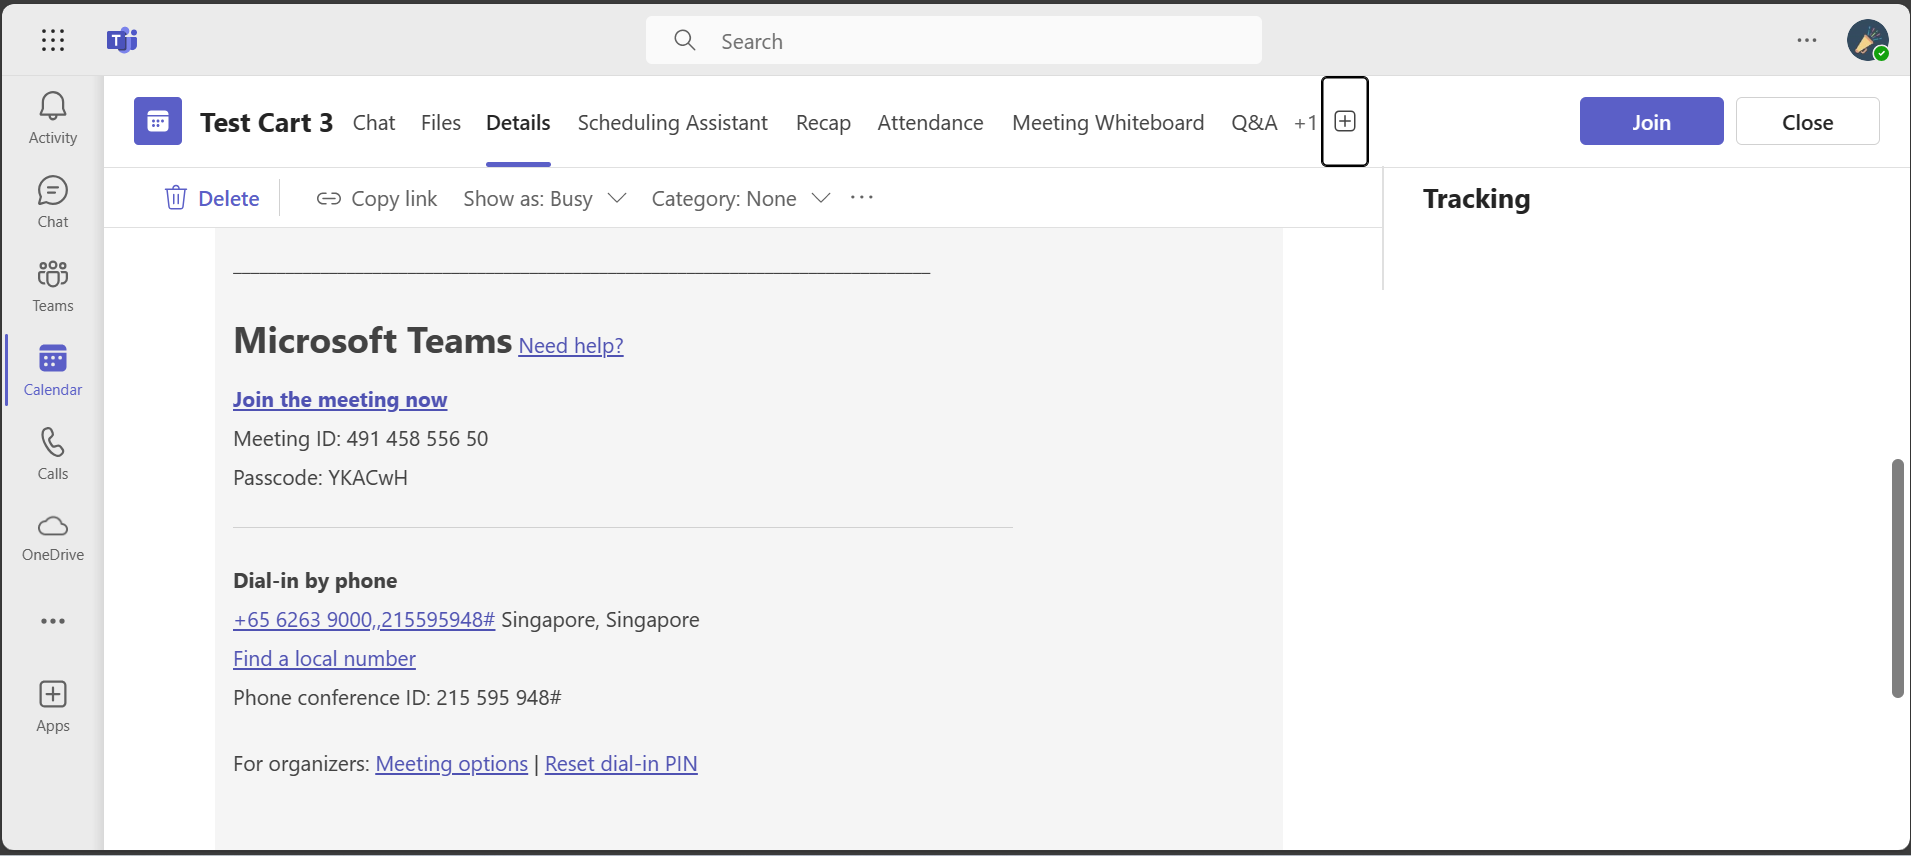 Search
Activity
Chat
Teams
Calendar
Calls
OneDrive
Apps
Test Cart 3 Chat Files Details Scheduling Assistant Recap Attendance Meeting Whiteboard Q&A +1
Join Close
Delete Copy link Show as: Busy Category: None
Tracking
Microsoft Teams Need help?
Join the meeting now
Meeting ID: 491 458 556 50
Passcode: YKACwH
Dial-in by phone
+65 6263 9000,,215595948# Singapore, Singapore
Find a local number
Phone conference ID: 215 595 948#
For organizers: Meeting options | Reset dial-in PIN